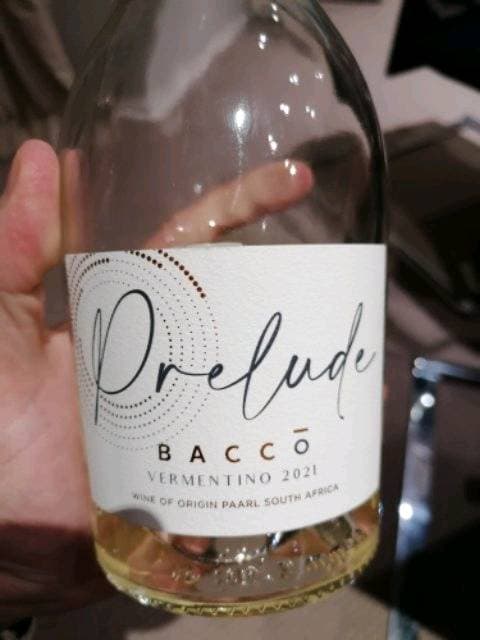 Prelude
BACCŌ
VERMENTINO 2021
WINE OF ORIGIN PAARL SOUTH AFRICA